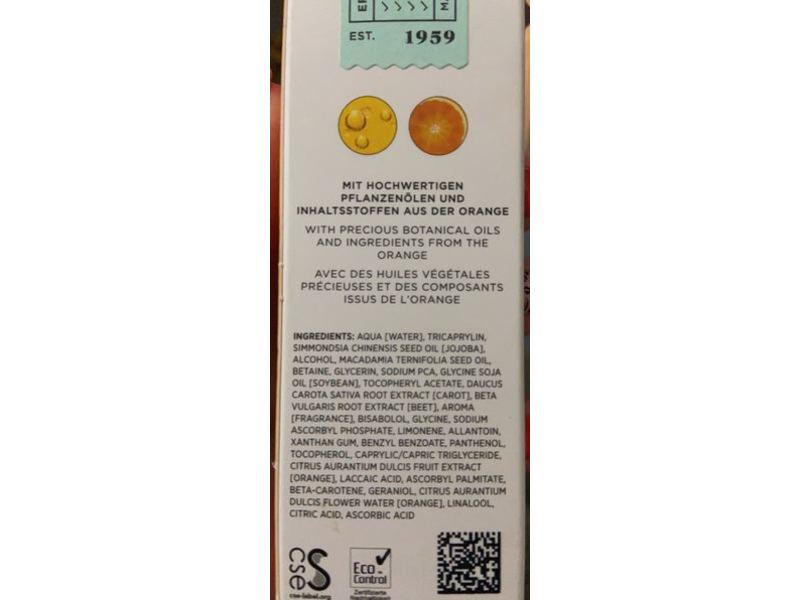 EST. 1959
MIT HOCHWERTIGEN
PFLANZENÖLEN UND
INHALTSSTOFFEN AUS DER ORANGE
WITH PRECIOUS BOTANICAL OILS
AND INGREDIENTS FROM THE
ORANGE
AVEC DES HUILES VÉGÉTALES
PRÉCIEUSES ET DES COMPOSANTS
ISSUS DE L'ORANGE
INGREDIENTS: AQUA [WATER], TRICAPRYLIN,
SIMMONDSIA CHINENSIS SEED OIL [JOJOBA],
ALCOHOL, MACADAMIA TERNIFOLIA SEED OIL,
BETAINE, GLYCERIN, SODIUM PCA, GLYCINE SOJA
OIL [SOYBEAN], TOCOPHERYL ACETATE, DAUCUS
CAROTA SATIVA ROOT EXTRACT [CAROT], BETA
VULGARIS ROOT EXTRACT [BEET], AROMA
[FRAGRANCE], BISABOLOL, GLYCINE, SODIUM
ASCORBYL PHOSPHATE, LIMONENE, ALLANTOIN,
XANTHAN GUM, BENZYL BENZOATE, PANTHENOL,
TOCOPHEROL, CAPRYLIC/CAPRIC TRIGLYCERIDE,
CITRUS AURANTIUM DULCIS FRUIT EXTRACT
[ORANGE], LACCAIC ACID, ASCORBYL PALMITATE,
BETA-CAROTENE, GERANIOL, CITRUS AURANTIUM
DULCIS FLOWER WATER [ORANGE], LINALOOL,
CITRIC ACID, ASCORBIC ACID
cse
cse-label.org
Eco
Control
Zertifizierte